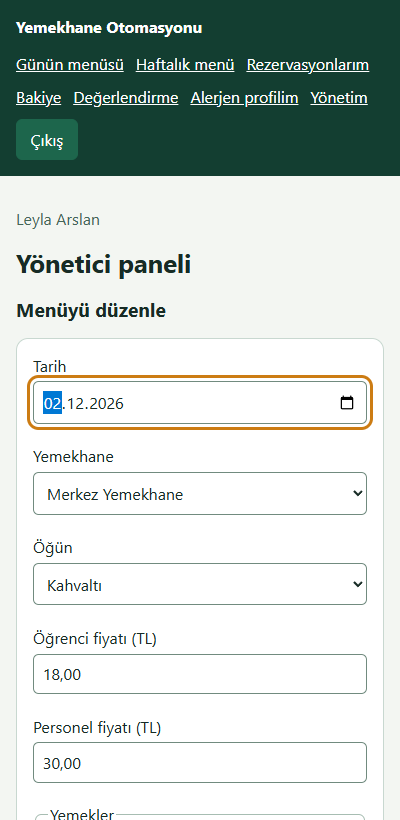 Yemekhane Otomasyonu
Günün menüsü Haftalık menü Rezervasyonlarım
Bakiye Değerlendirme Alerjen profilim Yönetim
Çıkış
Leyla Arslan
Yönetici paneli
Menüyü düzenle
Tarih
02.12.2026
Yemekhane
Merkez Yemekhane
Öğün
Kahvaltı
Öğrenci fiyatı (TL)
18,00
Personel fiyatı (TL)
30,00
Yemekler